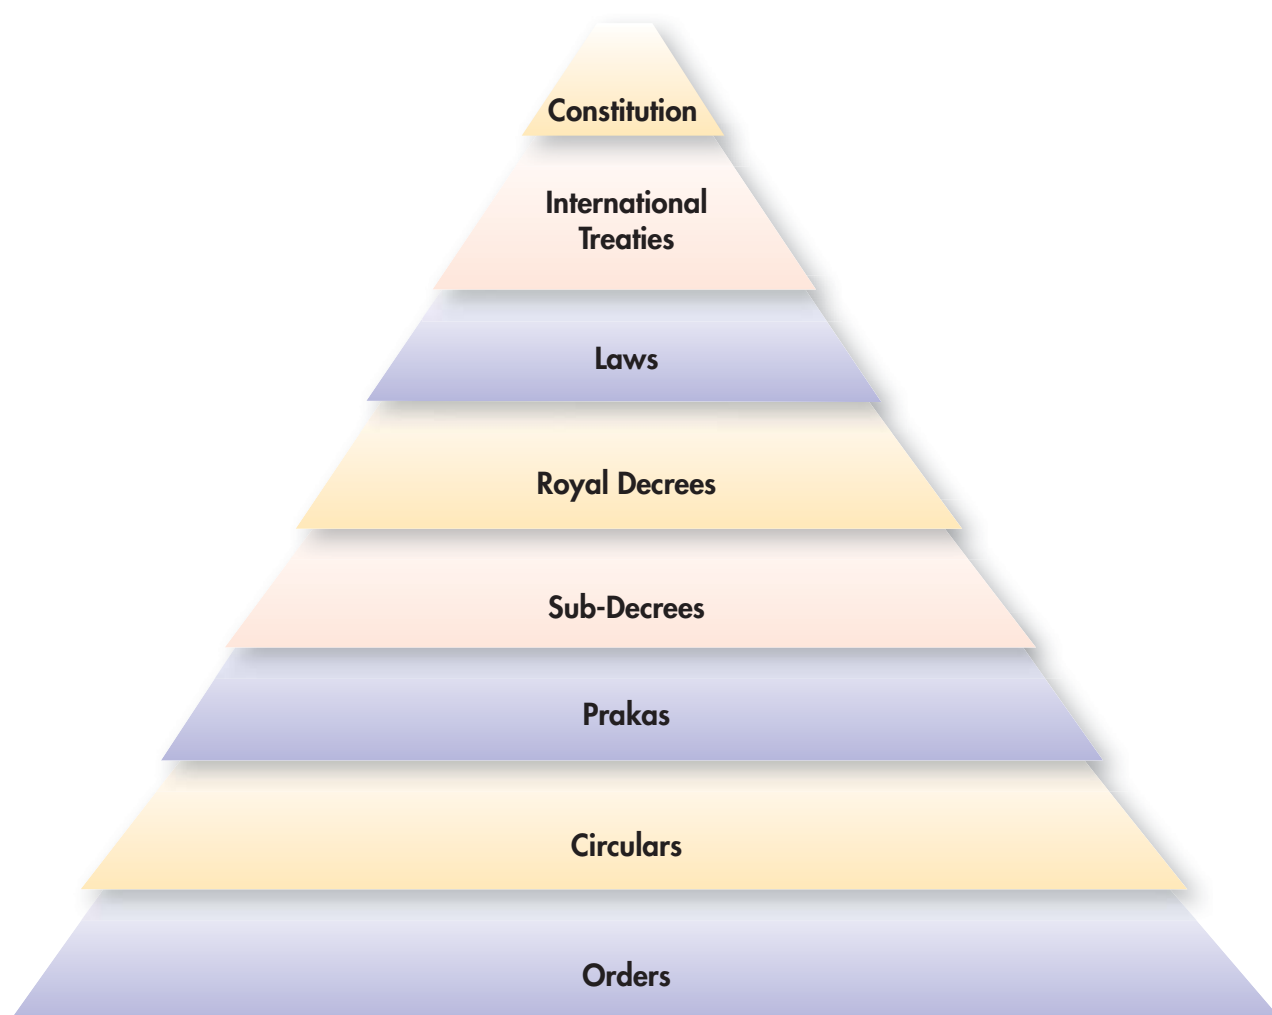 Constitution
International
Treaties
Laws
Royal Decrees
Sub-Decrees
Prakas
Circulars
Orders